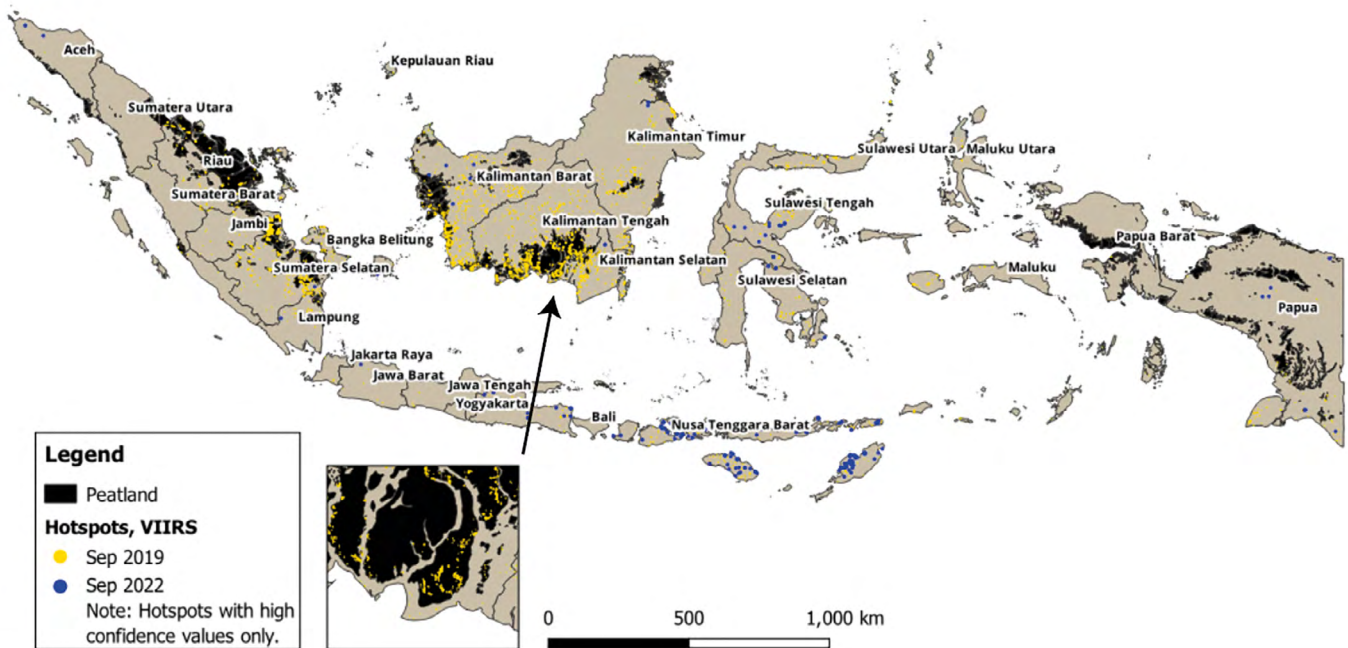 Aceh
Kepulauan Riau
Sumatera Utara
Kalimantan Timur
Sulawesi Utara
Maluku Utara
Riau
Kalimantan Barat
Sumatera Barat
Sulawesi Tengah
Jambi
Kalimantan Tengah
Bangka Belitung
Papua Barat
Kalimantan Selatan
Sumatera Selatan
Maluku
Sulawesi Selatan
Papua
Lampung
Jakarta Raya
Jawa Barat
Jawa Tengah
Yogyakarta
Bali
Nusa Tenggara Barat
Legend
Peatland
Hotspots, VIIRS
Sep 2019
Sep 2022
Note: Hotspots with high
confidence values only.
0 500 1,000 km